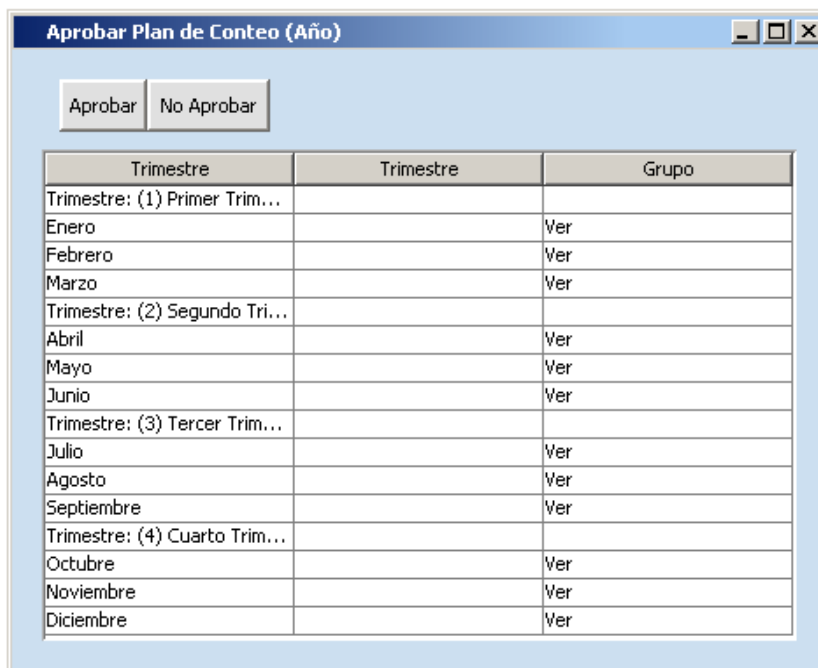 Aprobar Plan de Conteo (Año)
Aprobar No Aprobar
Trimestre Trimestre Grupo
Trimestre: (1) Primer Trim...
Enero Ver
Febrero Ver
Marzo Ver
Trimestre: (2) Segundo Tri...
Abril Ver
Mayo Ver
Junio Ver
Trimestre: (3) Tercer Trim...
Julio Ver
Agosto Ver
Septiembre Ver
Trimestre: (4) Cuarto Trim...
Octubre Ver
Noviembre Ver
Diciembre Ver